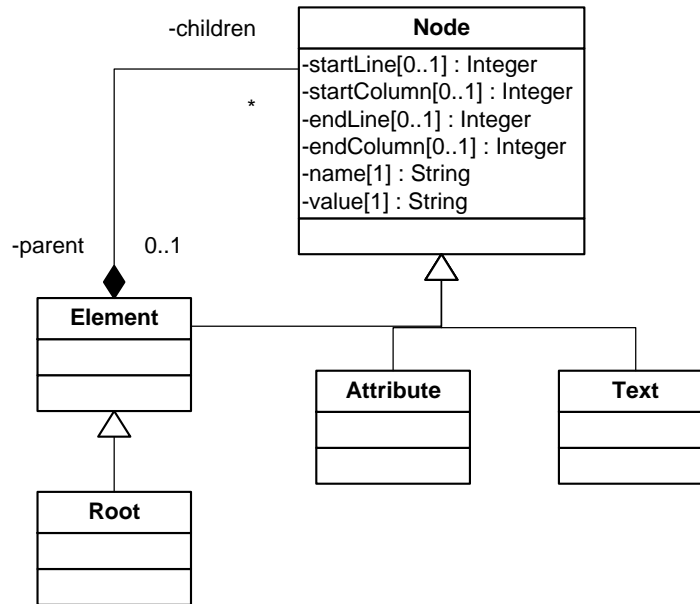 Node
-children
-startLine[0..1] : Integer
-startColumn[0..1] : Integer
*
-endLine[0..1] : Integer
-endColumn[0..1] : Integer
-name[1] : String
-value[1] : String
-parent 0..1
Element
Attribute
Text
Root